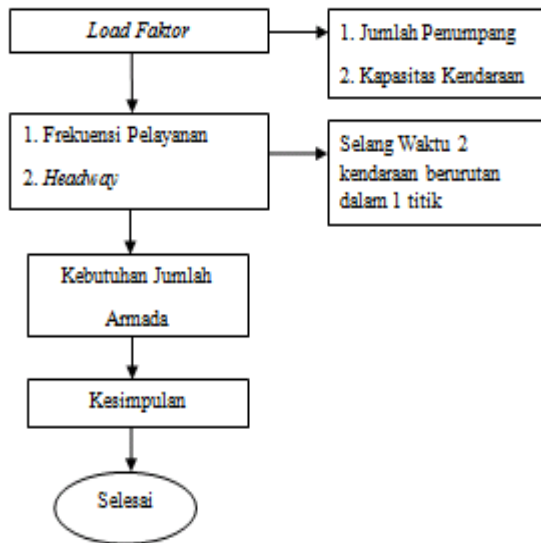 Load Faktor
1. Jumlah Penumpang
2. Kapasitas Kendaraan
1. Frekuensi Pelayanan
2. Headway
Selang Waktu 2
kendaraan berurutan
dalam 1 titik
Kebutuhan Jumlah
Armada
Kesimpulan
Selesai